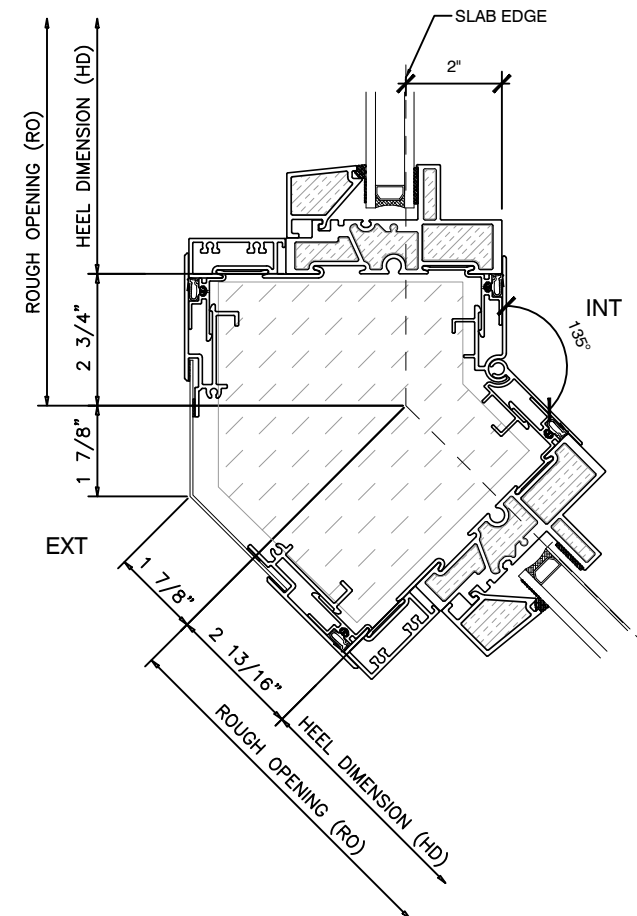 SLAB EDGE
2"
ROUGH OPENING (RO)
HEEL DIMENSION (HD)
2 3/4"
1 7/8"
INT
135°
EXT
1 7/8"
2 13/16"
ROUGH OPENING (RO)
HEEL DIMENSION (HD)